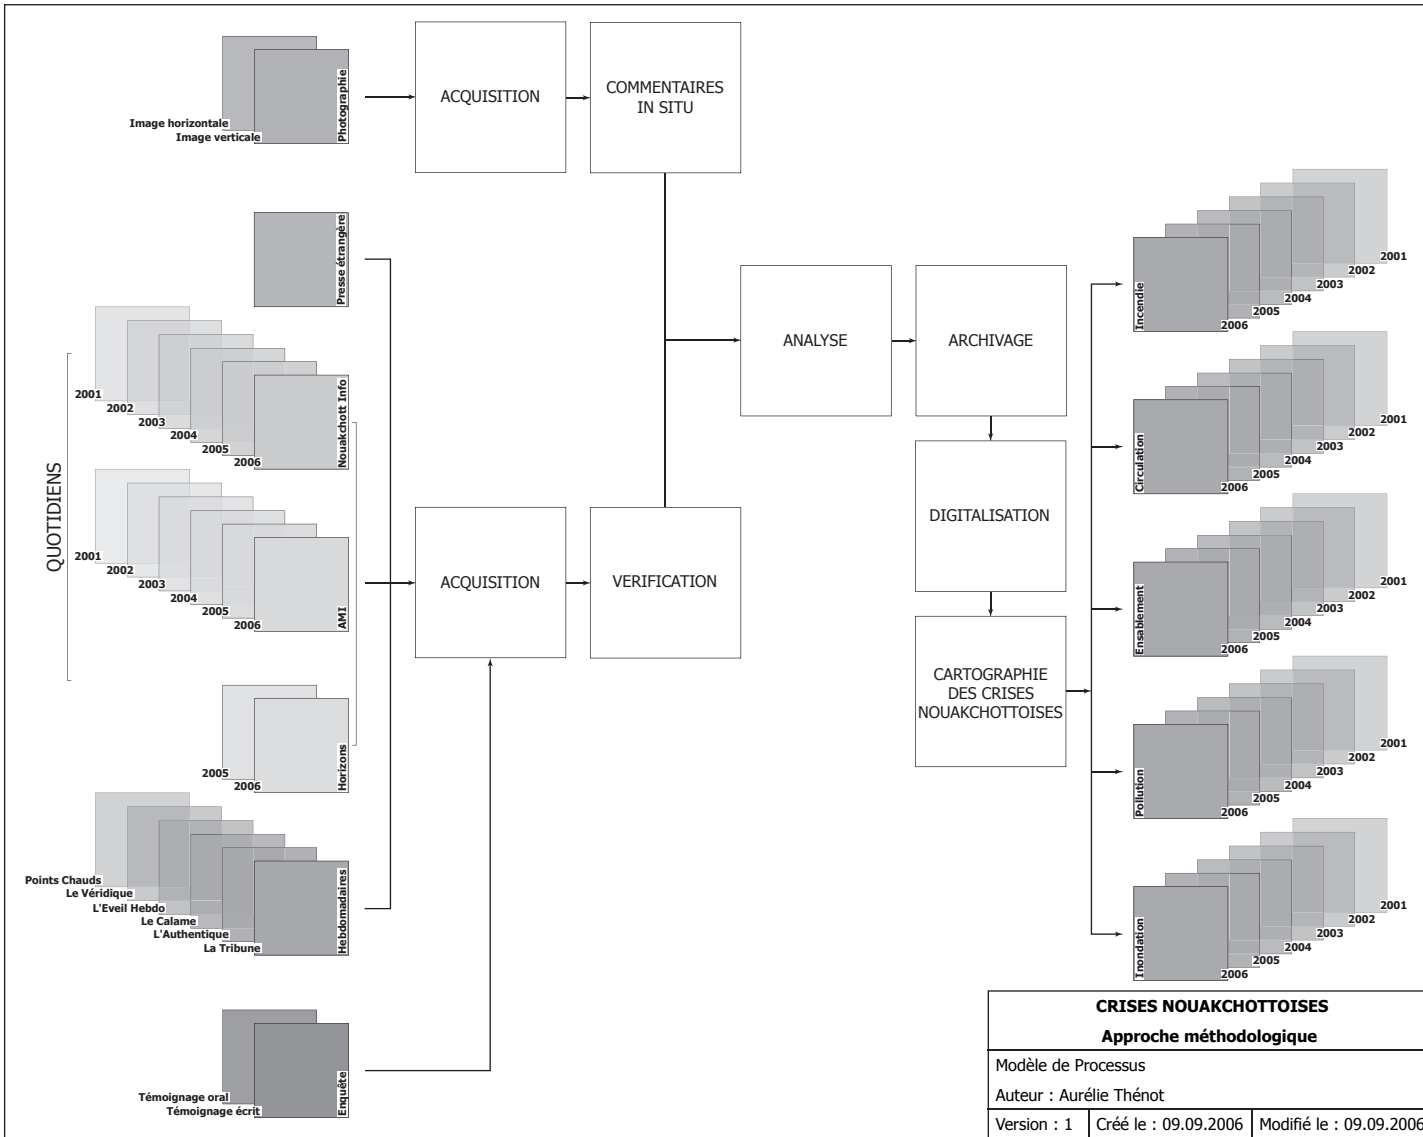 Photographie
Image horizontale
Image verticale
ACQUISITION
COMMENTAIRES
IN SITU
Presse étrangère
QUOTIDIENS
2001
2002
2003
2004
2005
2006
Nouakchott Info
2001
2002
2003
2004
2005
2006
AMI
2005
2006
Horizons
Points Chauds
Le Véridique
L'Eveil Hebdo
Le Calame
L'Authentique
La Tribune
Hebdomadaires
Témoignage oral
Témoignage écrit
Enquête
ACQUISITION
VERIFICATION
ANALYSE
ARCHIVAGE
DIGITALISATION
CARTOGRAPHIE
DES CRISES
NOUAKCHOTTOISES
Incendie
2001
2002
2003
2004
2005
2006
Circulation
2001
2002
2003
2004
2005
2006
Ensablement
2001
2002
2003
2004
2005
2006
Pollution
2001
2002
2003
2004
2005
2006
Inondation
2001
2002
2003
2004
2005
2006
CRISES NOUAKCHOTTOISES
Approche méthodologique
Modèle de Processus
Auteur : Aurélie Thénot
Version : 1 Créé le : 09.09.2006 Modifié le : 09.09.2006